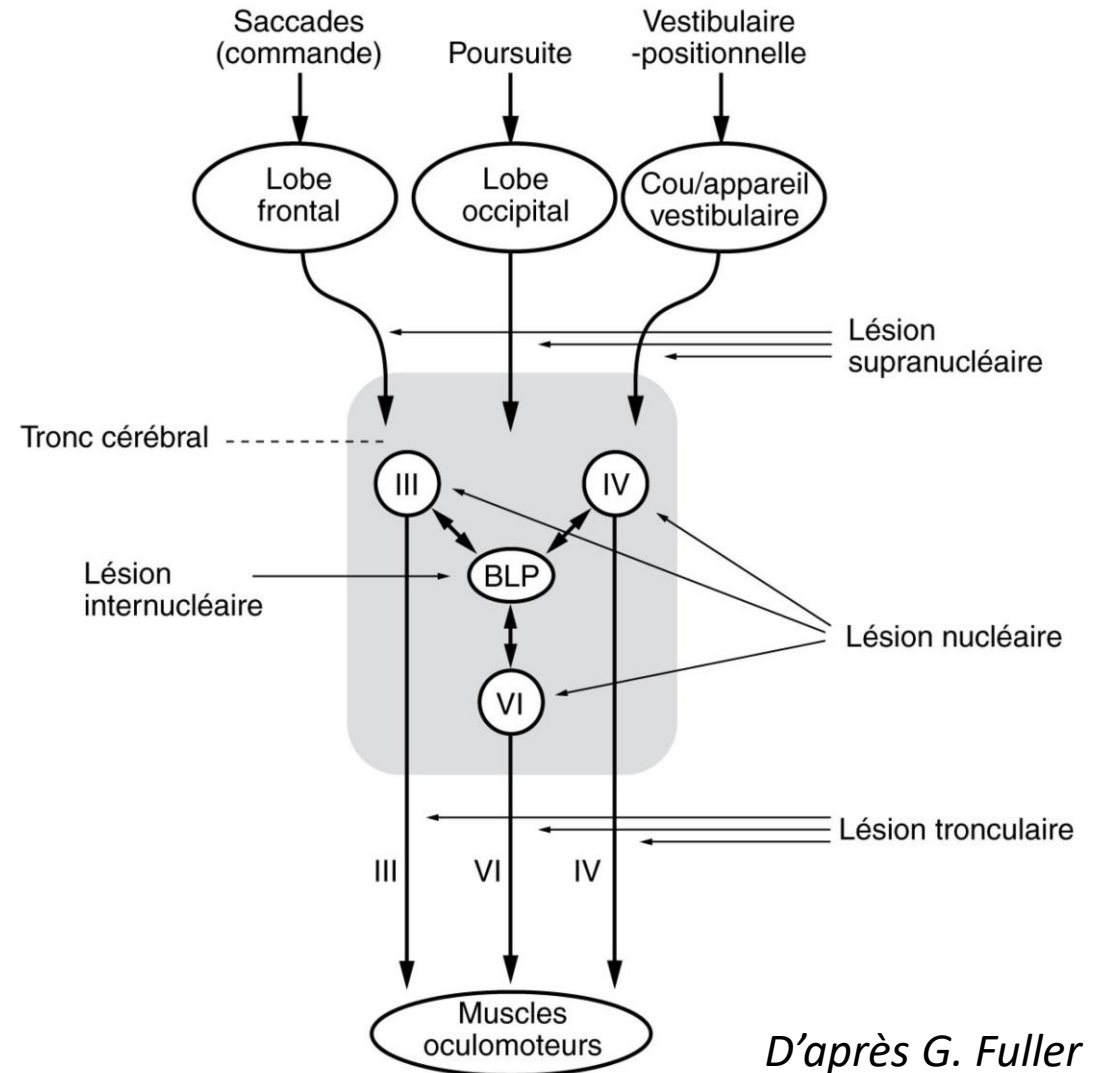 Saccades
(commande)
Poursuite
Vestibulaire
-positionnelle
Lobe
frontal
Lobe
occipital
Cou/appareil
vestibulaire
Lésion
supranucléaire
Tronc cérébral
III
IV
Lésion
internucléaire
BLP
Lésion nucléaire
VI
Lésion tronculaire
III
VI
IV
Muscles
oculomoteurs
D’après G. Fuller